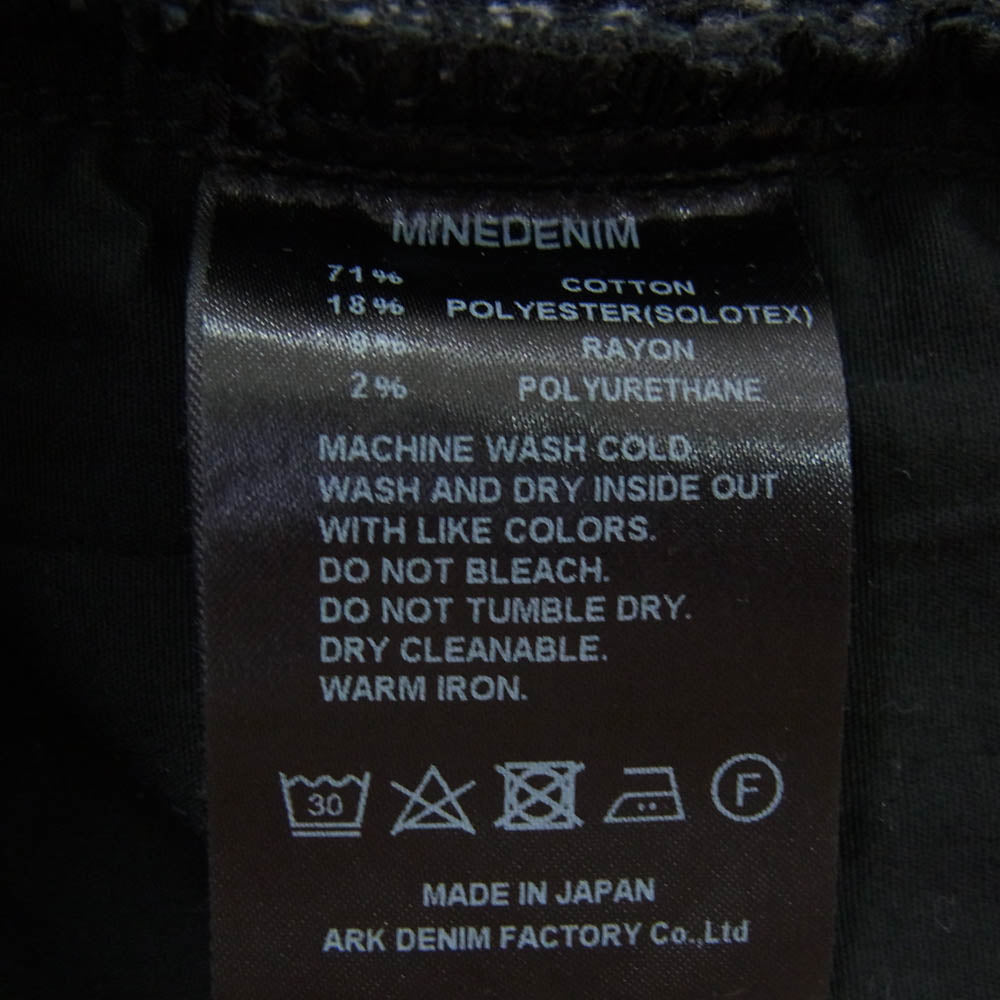 MINEDENIM
71% COTTON
18% POLYESTER(SOLOTEX)
RAYON
2% POLYURETHANE
MACHINE WASH COLD.
WASH AND DRY INSIDE OUT
WITH LIKE COLORS.
DO NOT BLEACH.
DO NOT TUMBLE DRY.
DRY CLEANABLE.
WARM IRON.
30 F
MADE IN JAPAN
ARK DENIM FACTORY Co.,Ltd